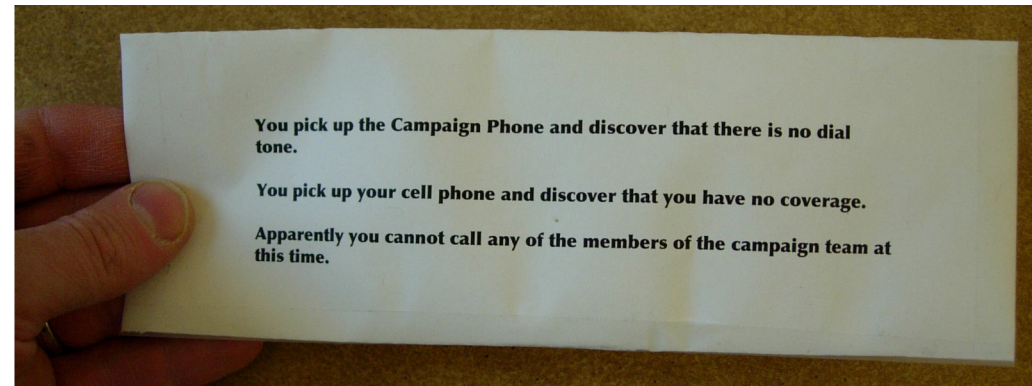 You pick up the Campaign Phone and discover that there is no dial
tone.
You pick up your cell phone and discover that you have no coverage.
Apparently you cannot call any of the members of the campaign team at
this time.